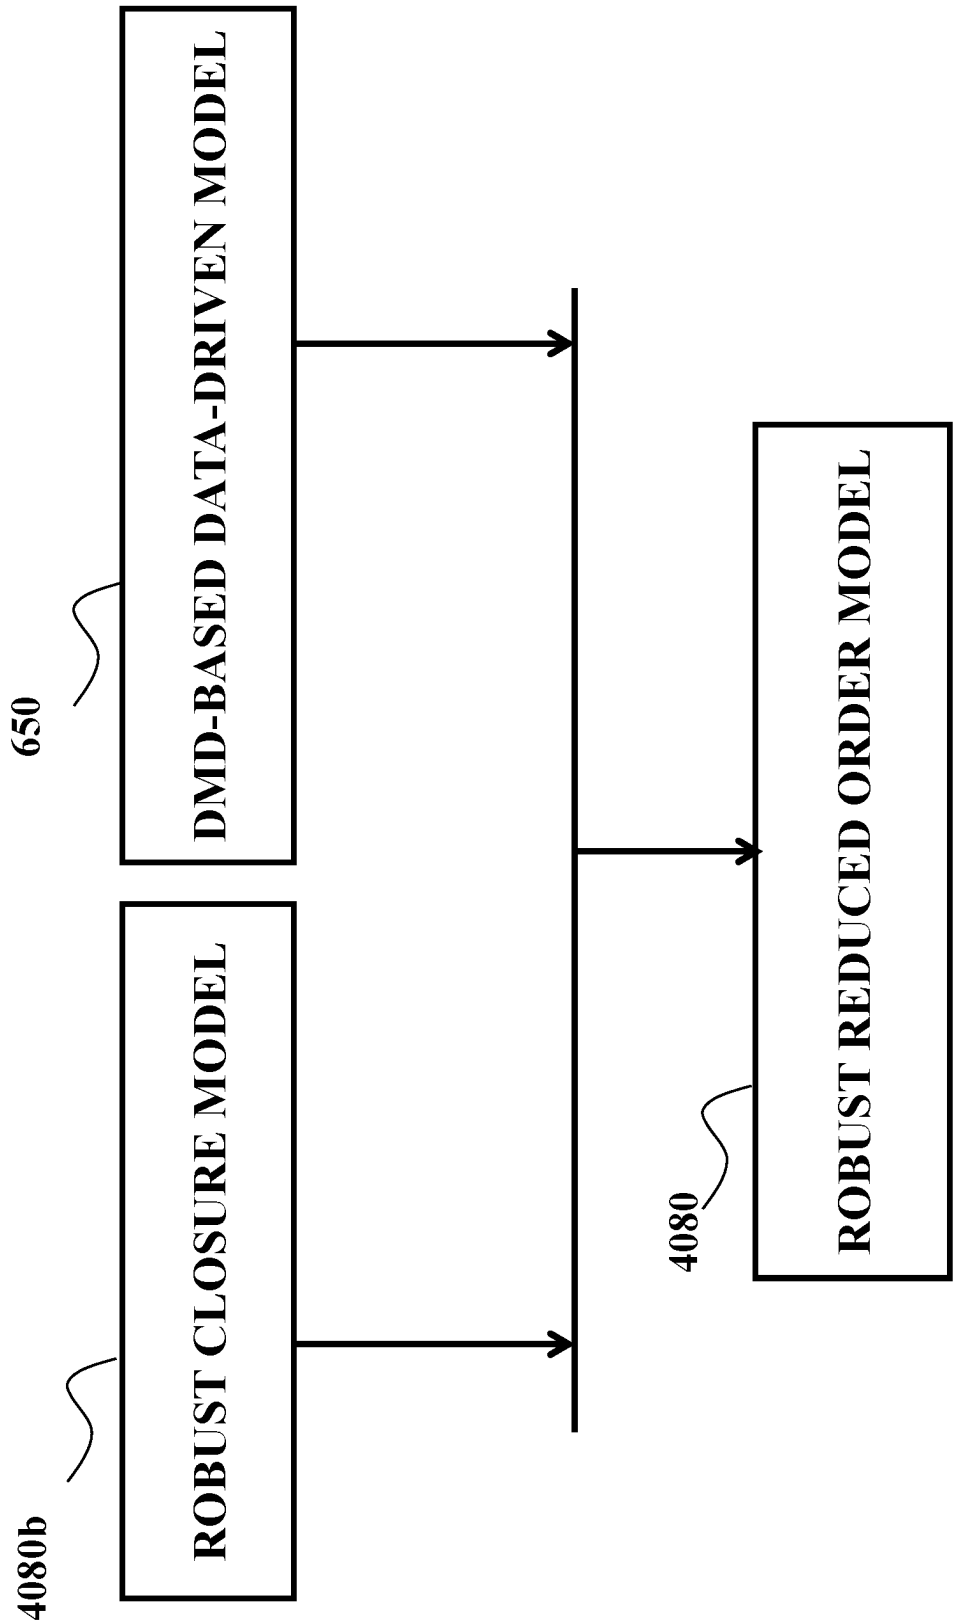 4080b
ROBUST CLOSURE MODEL
650
DMD-BASED DATA-DRIVEN MODEL
4080
ROBUST REDUCED ORDER MODEL